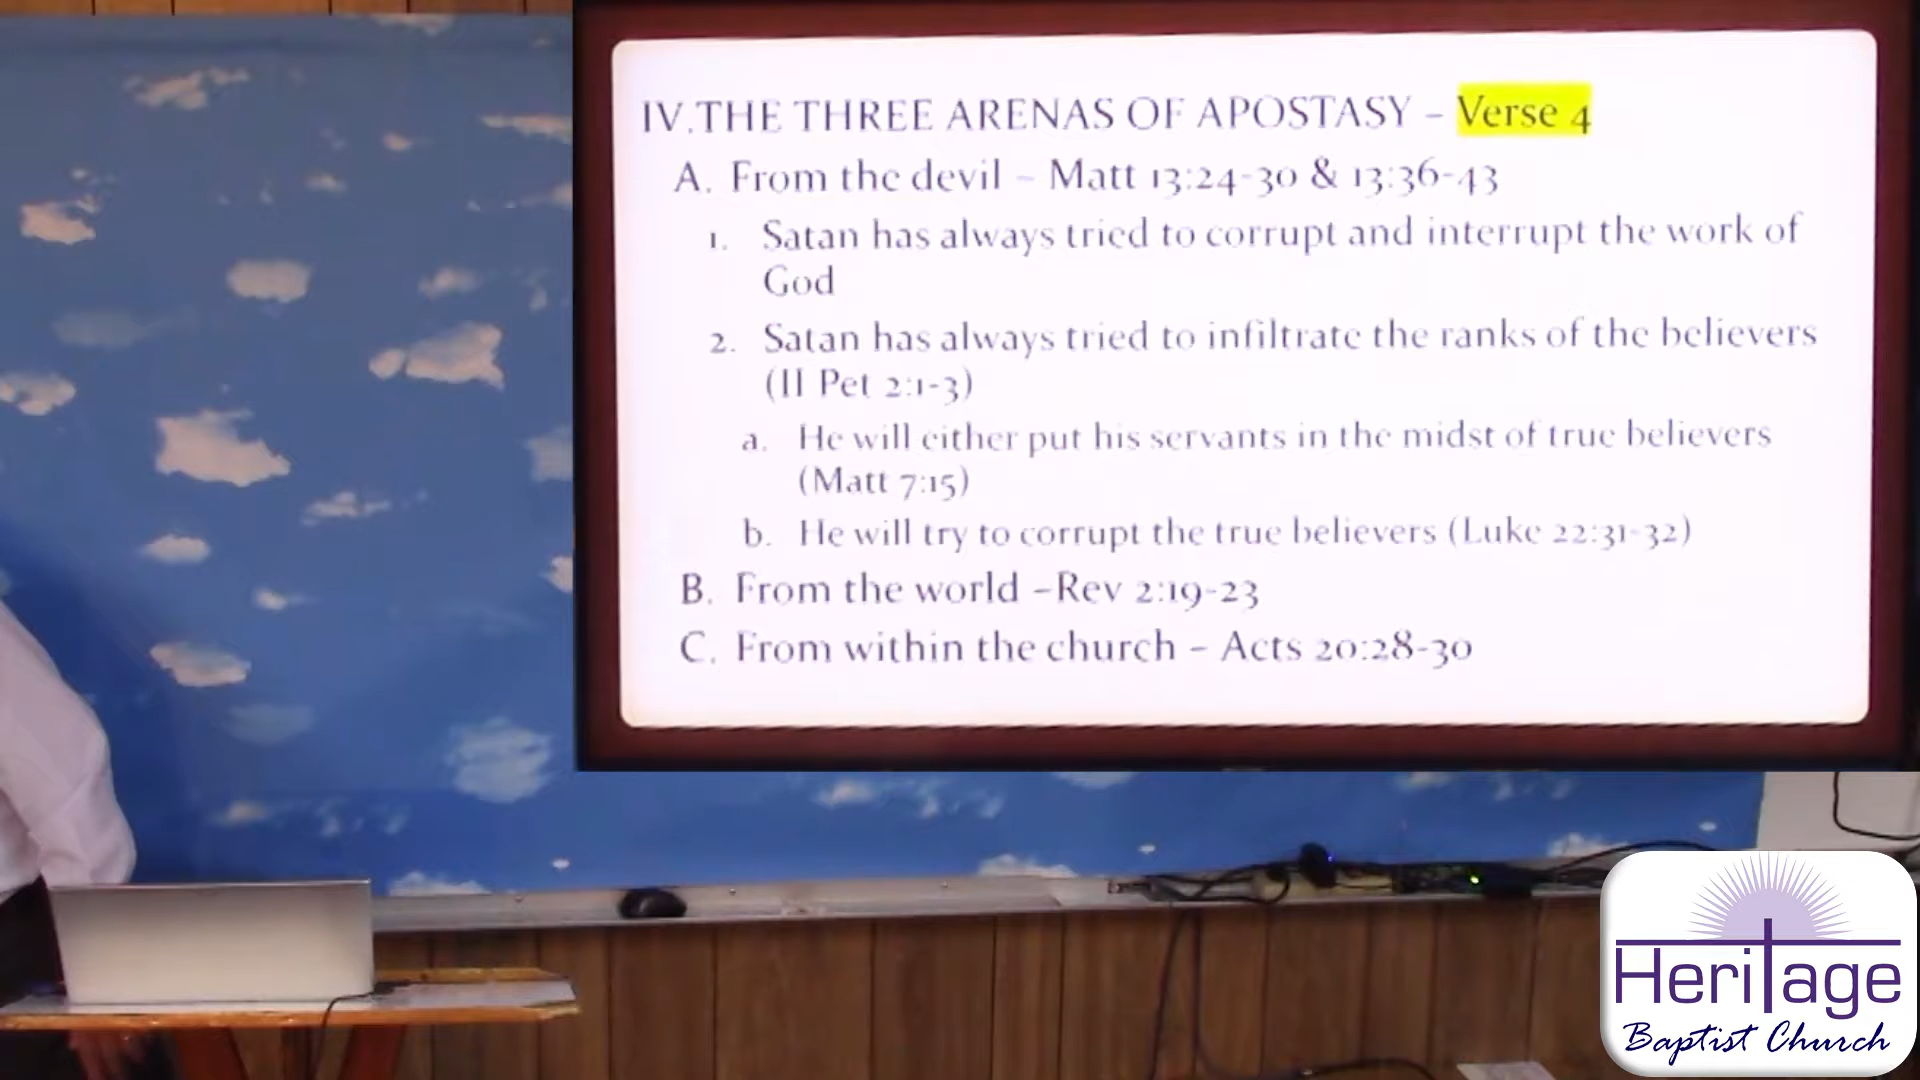 IV.THE THREE ARENAS OF APOSTASY – Verse 4
A. From the devil – Matt 13:24-30 & 13:36-43
1. Satan has always tried to corrupt and interrupt the work of
God
2. Satan has always tried to infiltrate the ranks of the believers
(II Pet 2:1-3)
a. He will either put his servants in the midst of true believers
(Matt 7:15)
b. He will try to corrupt the true believers (Luke 22:31-32)
B. From the world –Rev 2:19-23
C. From within the church – Acts 20:28-30
Heritage
Baptist Church